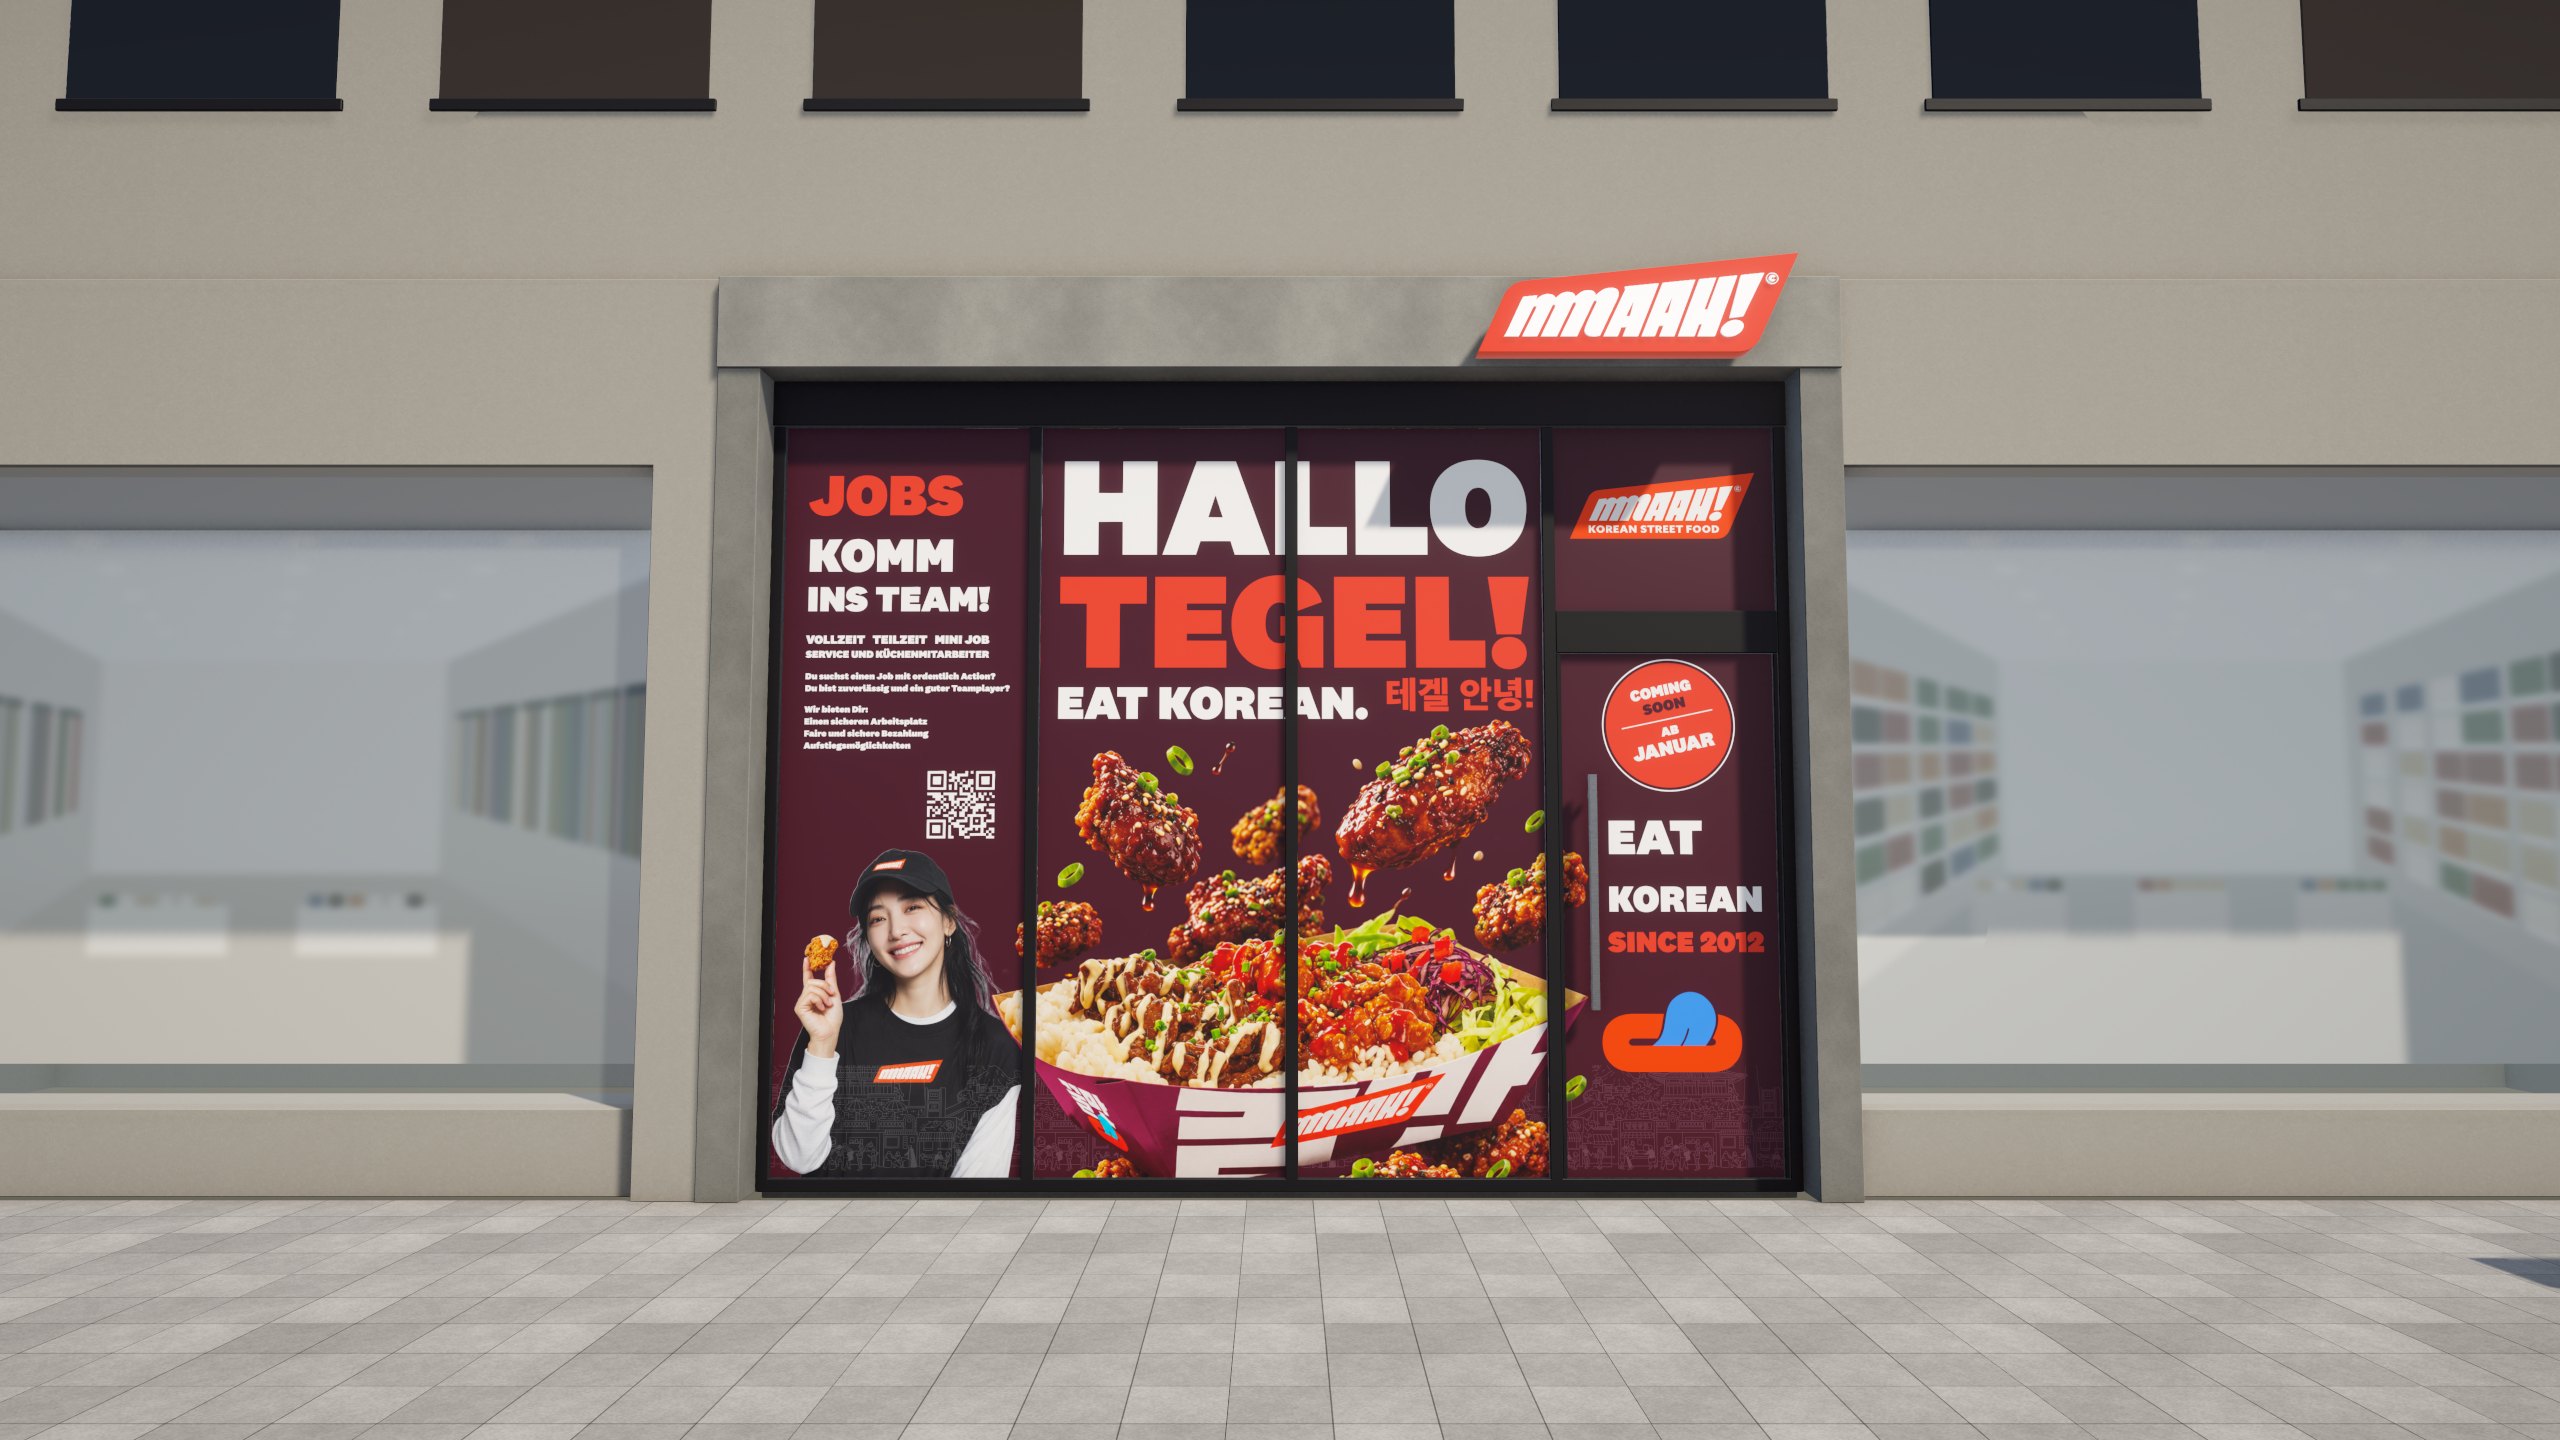 mmAAH!
JOBS
KOMM
INS TEAM!
VOLLZEIT TEILZEIT MINI JOB
SERVICE UND KÜCHENMITARBEITER
Du suchst einen Job mit ordentlich Action?
Du bist zuverlässig und ein guter Teamplayer?
Wir bieten Dir:
Einen sicheren Arbeitsplatz
Faire und sichere Bezahlung
Aufstiegsmöglichkeiten
mmAAH!
HALLO
TEGEL!
EAT KOREAN.
테겔 안녕!
mmAAH!
mmAAH!
KOREAN STREET FOOD
COMING
SOON
AB
JANUAR
EAT
KOREAN
SINCE 2012